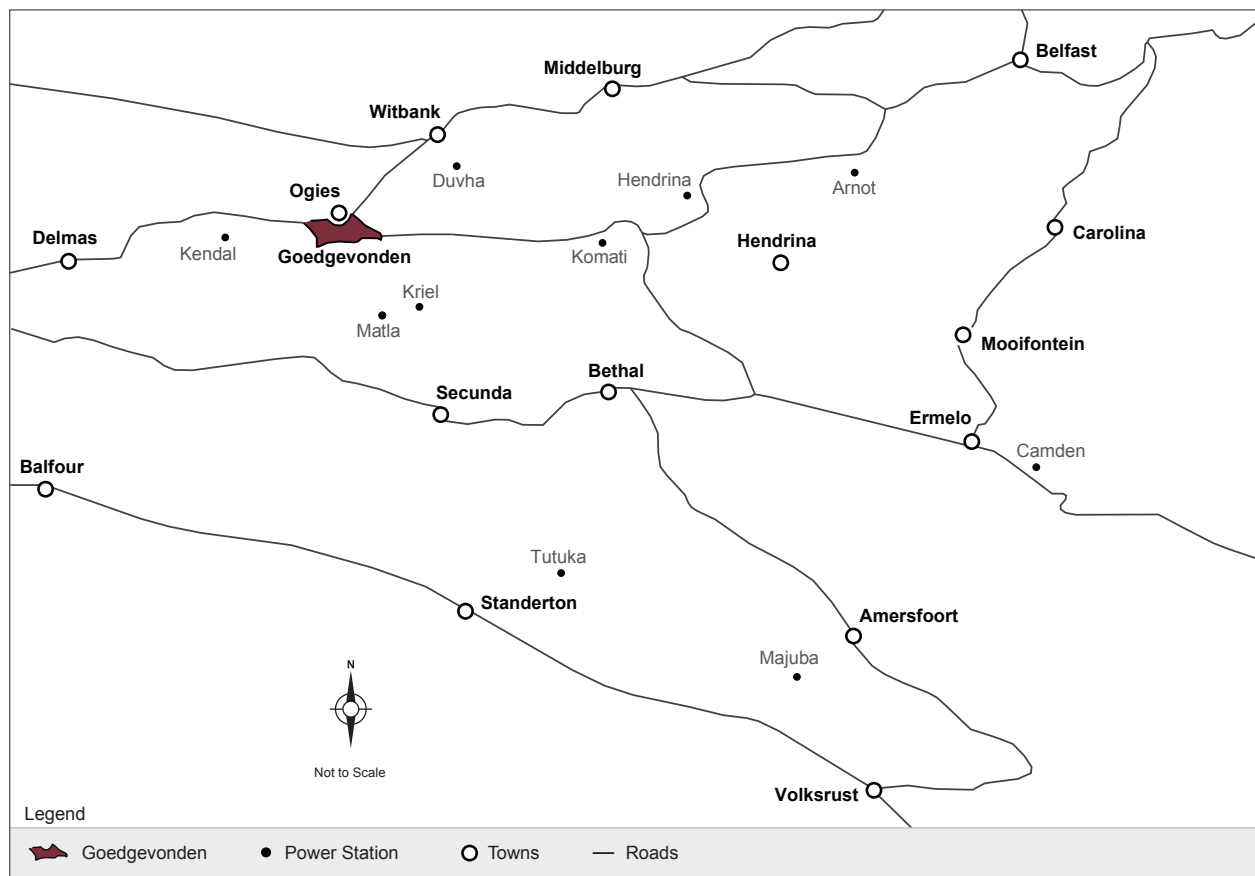 Belfast
Middelburg
Witbank
Duvha
Hendrina
Arnot
Ogies
Delmas
Kendal
Goedgevonden
Komati
Hendrina
Carolina
Kriel
Matla
Mooifontein
Bethal
Secunda
Ermelo
Camden
Balfour
Tutuka
Standerton
Amersfoort
Majuba
N
Not to Scale
Volksrust
Legend
Goedgevonden Power Station Towns Roads